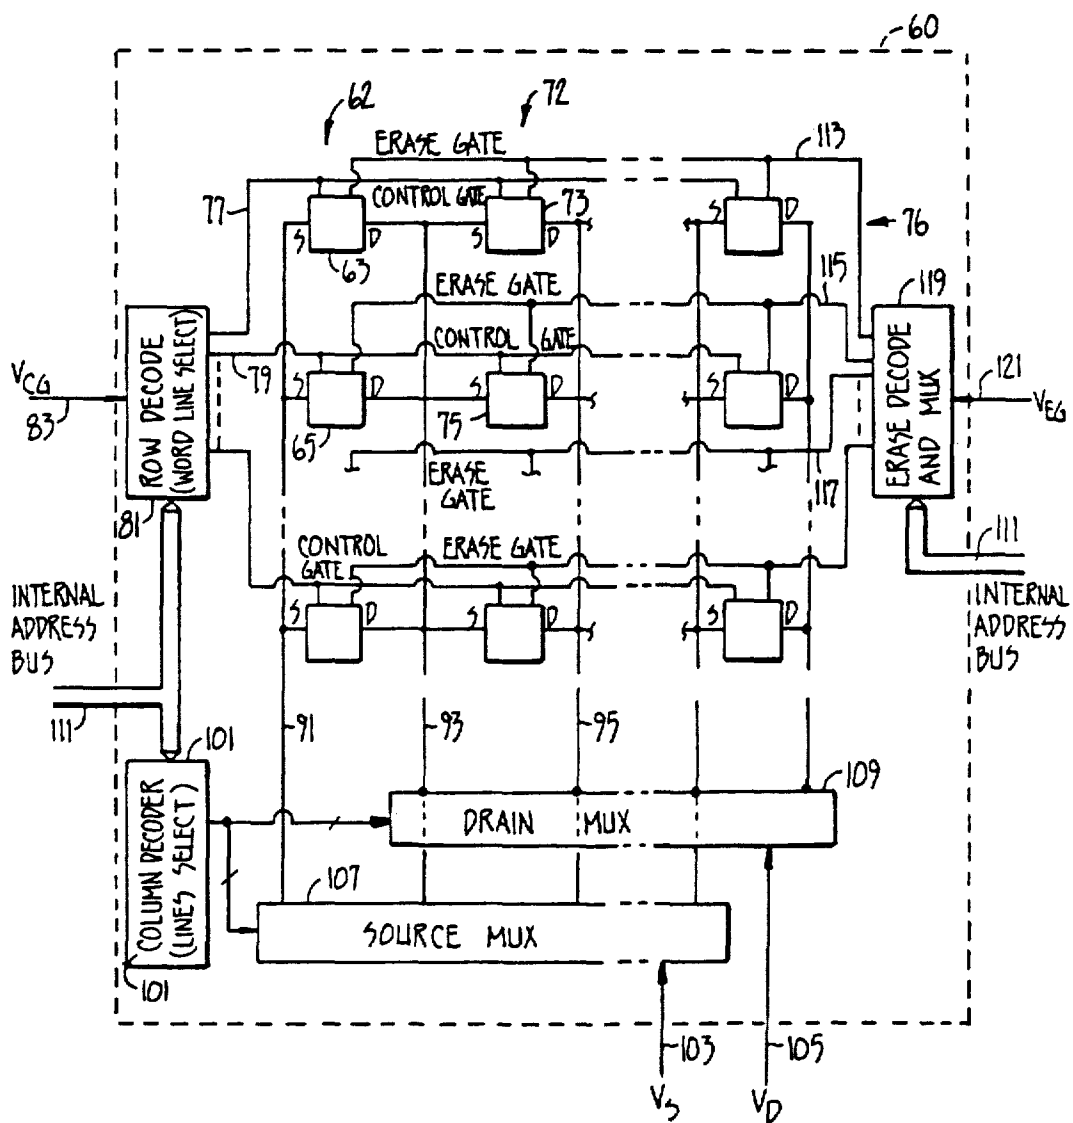 60
62
72
ERASE GATE
113
77
CONTROL GATE
73
S
D
S
D
S
D
76
63
ERASE GATE
115
119
CONTROL GATE
ROW DECODE
(WORD LINE SELECT)
79
V_CG
83
S
D
S
D
S
D
ERASE DECODE
AND MUX
121
V_EG
65
75
ERASE
GATE
117
81
CONTROL
GATE
ERASE GATE
111
INTERNAL
ADDRESS
BUS
INTERNAL
ADDRESS
BUS
S
D
S
D
S
D
111
91
93
95
101
109
COLUMN DECODER
(LINES SELECT)
DRAIN MUX
107
SOURCE MUX
101
103
105
V_S
V_D